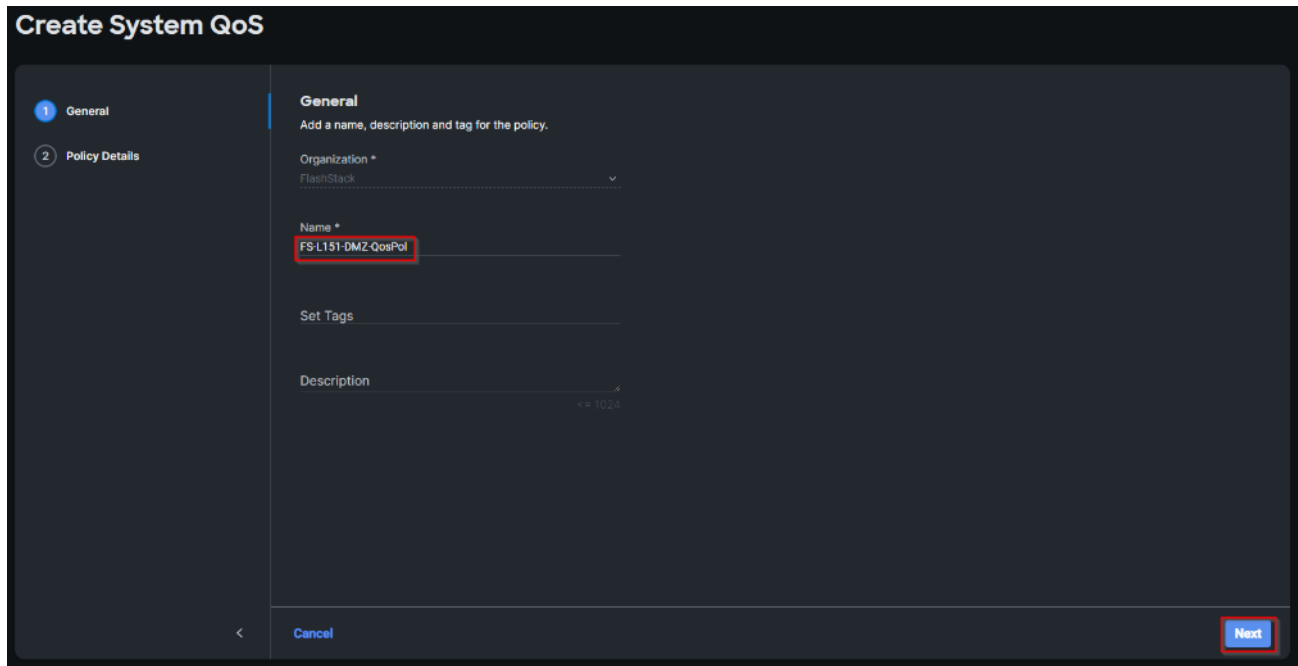 Create System QoS
1 General
2 Policy Details
General
Add a name, description and tag for the policy.
Organization *
FlashStack
Name *
FS-L151-DMZ-QosPol
Set Tags
Description
<= 1024
Cancel
Next